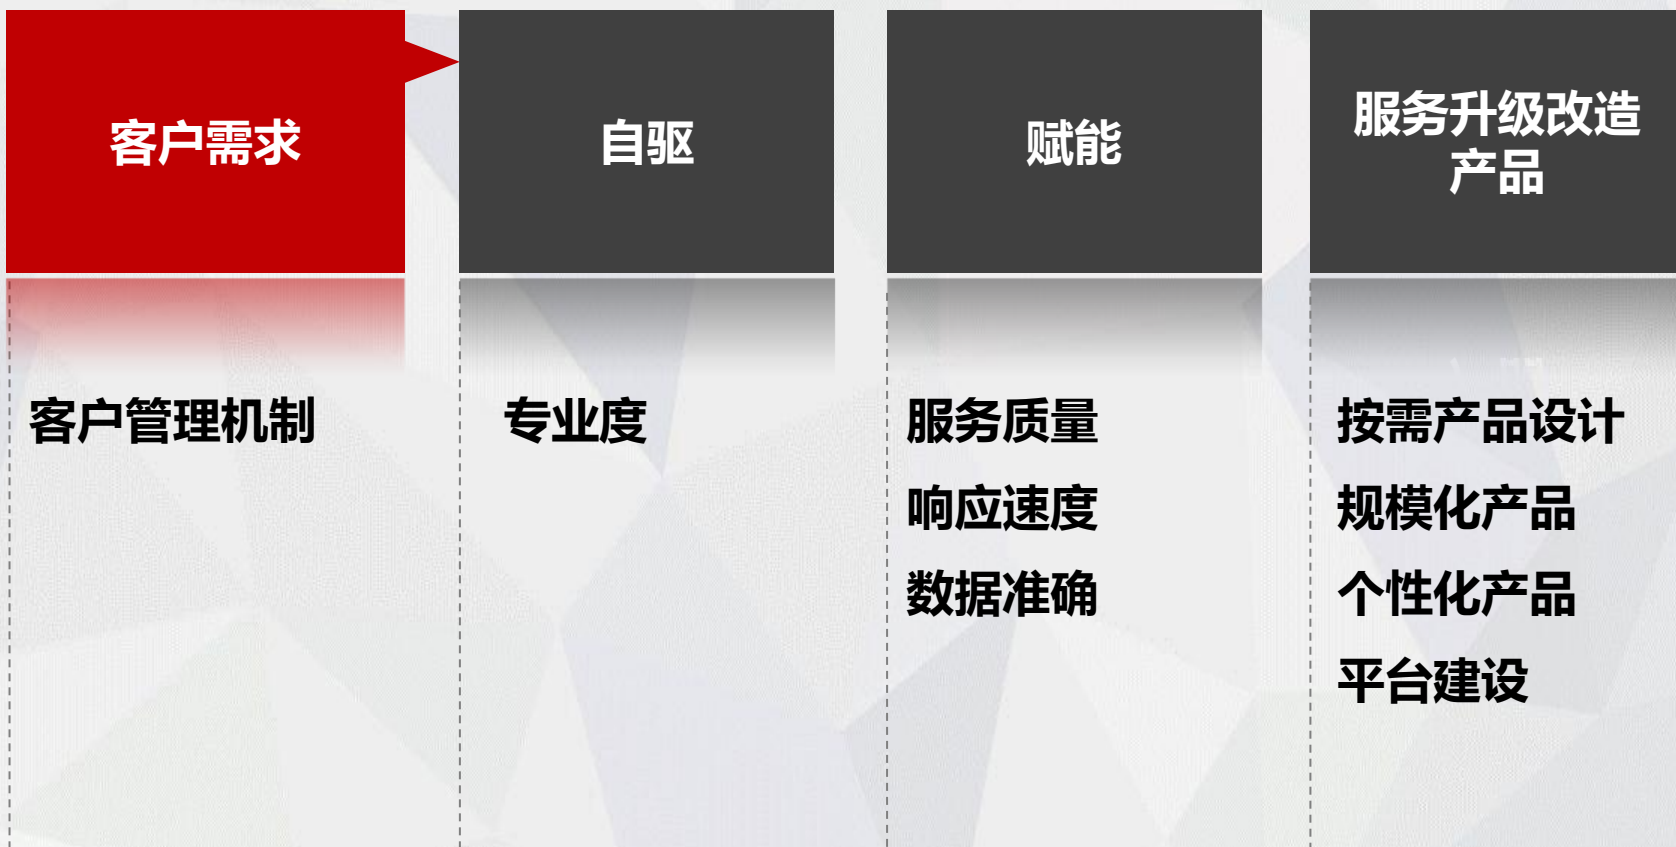 客户需求
自驱
赋能
服务升级改造
产品
客户管理机制
专业度
服务质量
响应速度
数据准确
按需产品设计
规模化产品
个性化产品
平台建设